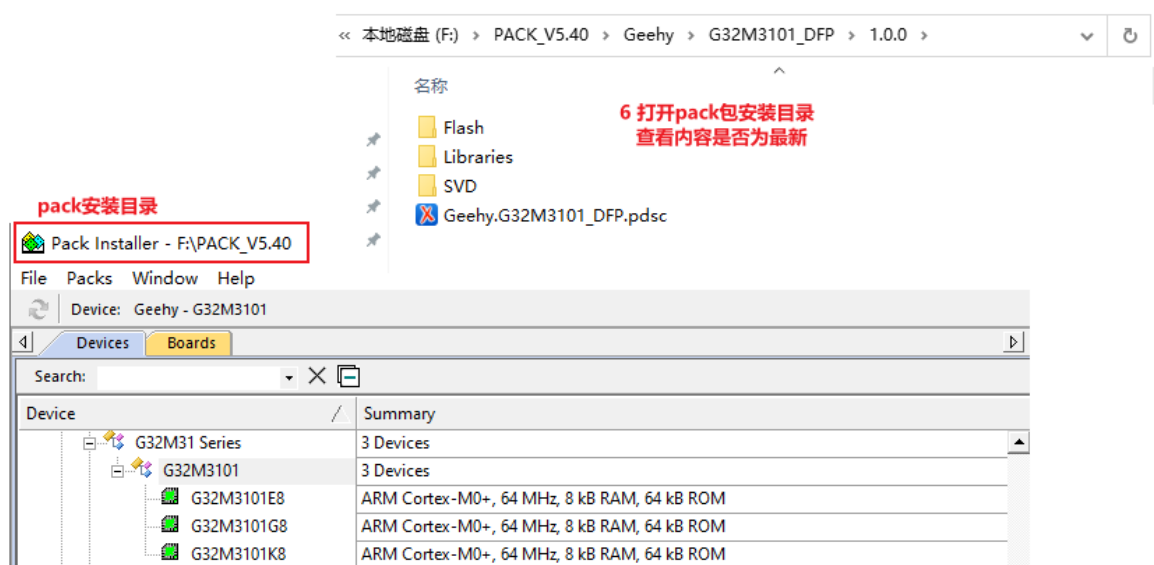 « 本地磁盘 (F:) › PACK_V5.40 › Geehy › G32M3101_DFP › 1.0.0 ›
名称
6 打开pack包安装目录
查看内容是否为最新
Flash
Libraries
SVD
Geehy.G32M3101_DFP.pdsc
pack安装目录
Pack Installer - F:\PACK_V5.40
File Packs Window Help
Device: Geehy - G32M3101
Devices Boards
Search:
Device Summary
G32M31 Series 3 Devices
G32M3101 3 Devices
G32M3101E8 ARM Cortex-M0+, 64 MHz, 8 kB RAM, 64 kB ROM
G32M3101G8 ARM Cortex-M0+, 64 MHz, 8 kB RAM, 64 kB ROM
G32M3101K8 ARM Cortex-M0+, 64 MHz, 8 kB RAM, 64 kB ROM